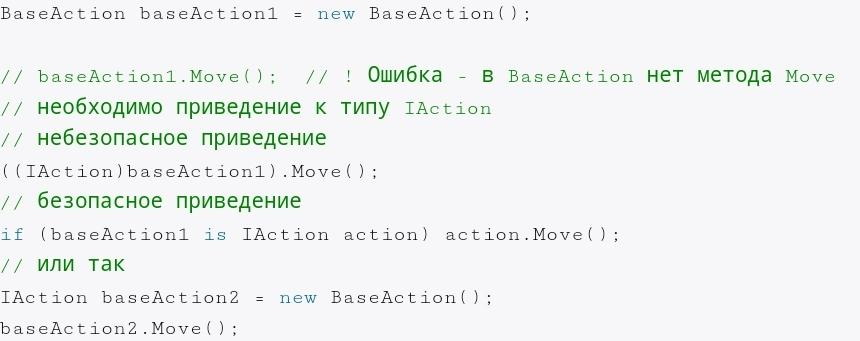 BaseAction baseAction1 = new BaseAction();
// baseAction1.Move();  // ! Ошибка - в BaseAction нет метода Move
// необходимо приведение к типу IAction
// небезопасное приведение
((IAction)baseAction1).Move();
// безопасное приведение
if (baseAction1 is IAction action) action.Move();
// или так
IAction baseAction2 = new BaseAction();
baseAction2.Move();